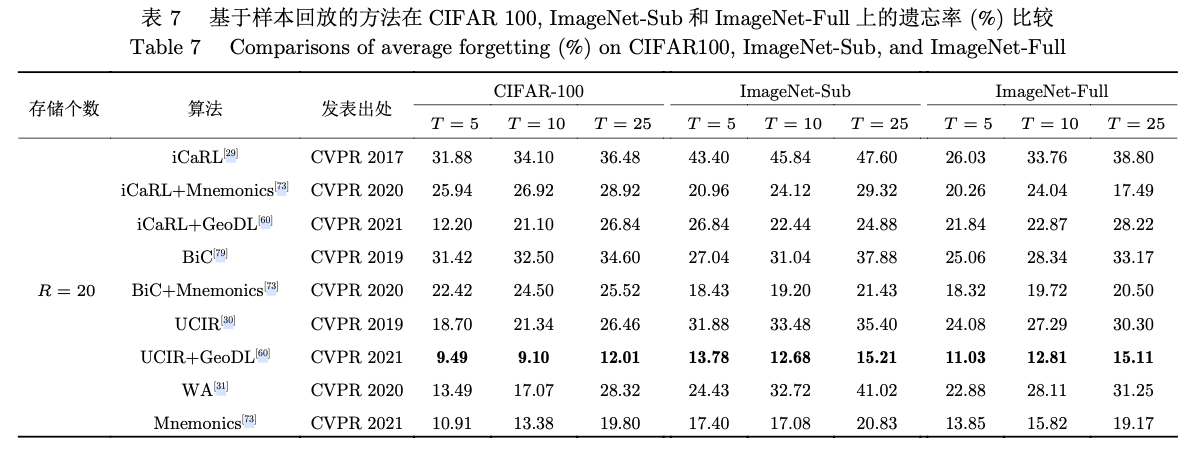 表 7 基于样本回放的方法在 CIFAR 100, ImageNet-Sub 和 ImageNet-Full 上的遗忘率 (%) 比较
Table 7 Comparisons of average forgetting (%) on CIFAR100, ImageNet-Sub, and ImageNet-Full
存储个数 算法 发表出处 CIFAR-100 ImageNet-Sub ImageNet-Full
T = 5 T = 10 T = 25 T = 5 T = 10 T = 25 T = 5 T = 10 T = 25
iCaRL[29] CVPR 2017 31.88 34.10 36.48 43.40 45.84 47.60 26.03 33.76 38.80
iCaRL+Mnemonics[73] CVPR 2020 25.94 26.92 28.92 20.96 24.12 29.32 20.26 24.04 17.49
iCaRL+GeoDL[60] CVPR 2021 12.20 21.10 26.84 26.84 22.44 24.88 21.84 22.87 28.22
BiC[79] CVPR 2019 31.42 32.50 34.60 27.04 31.04 37.88 25.06 28.34 33.17
R = 20 BiC+Mnemonics[73] CVPR 2020 22.42 24.50 25.52 18.43 19.20 21.43 18.32 19.72 20.50
UCIR[30] CVPR 2019 18.70 21.34 26.46 31.88 33.48 35.40 24.08 27.29 30.30
UCIR+GeoDL[60] CVPR 2021 9.49 9.10 12.01 13.78 12.68 15.21 11.03 12.81 15.11
WA[31] CVPR 2020 13.49 17.07 28.32 24.43 32.72 41.02 22.88 28.11 31.25
Mnemonics[73] CVPR 2021 10.91 13.38 19.80 17.40 17.08 20.83 13.85 15.82 19.17